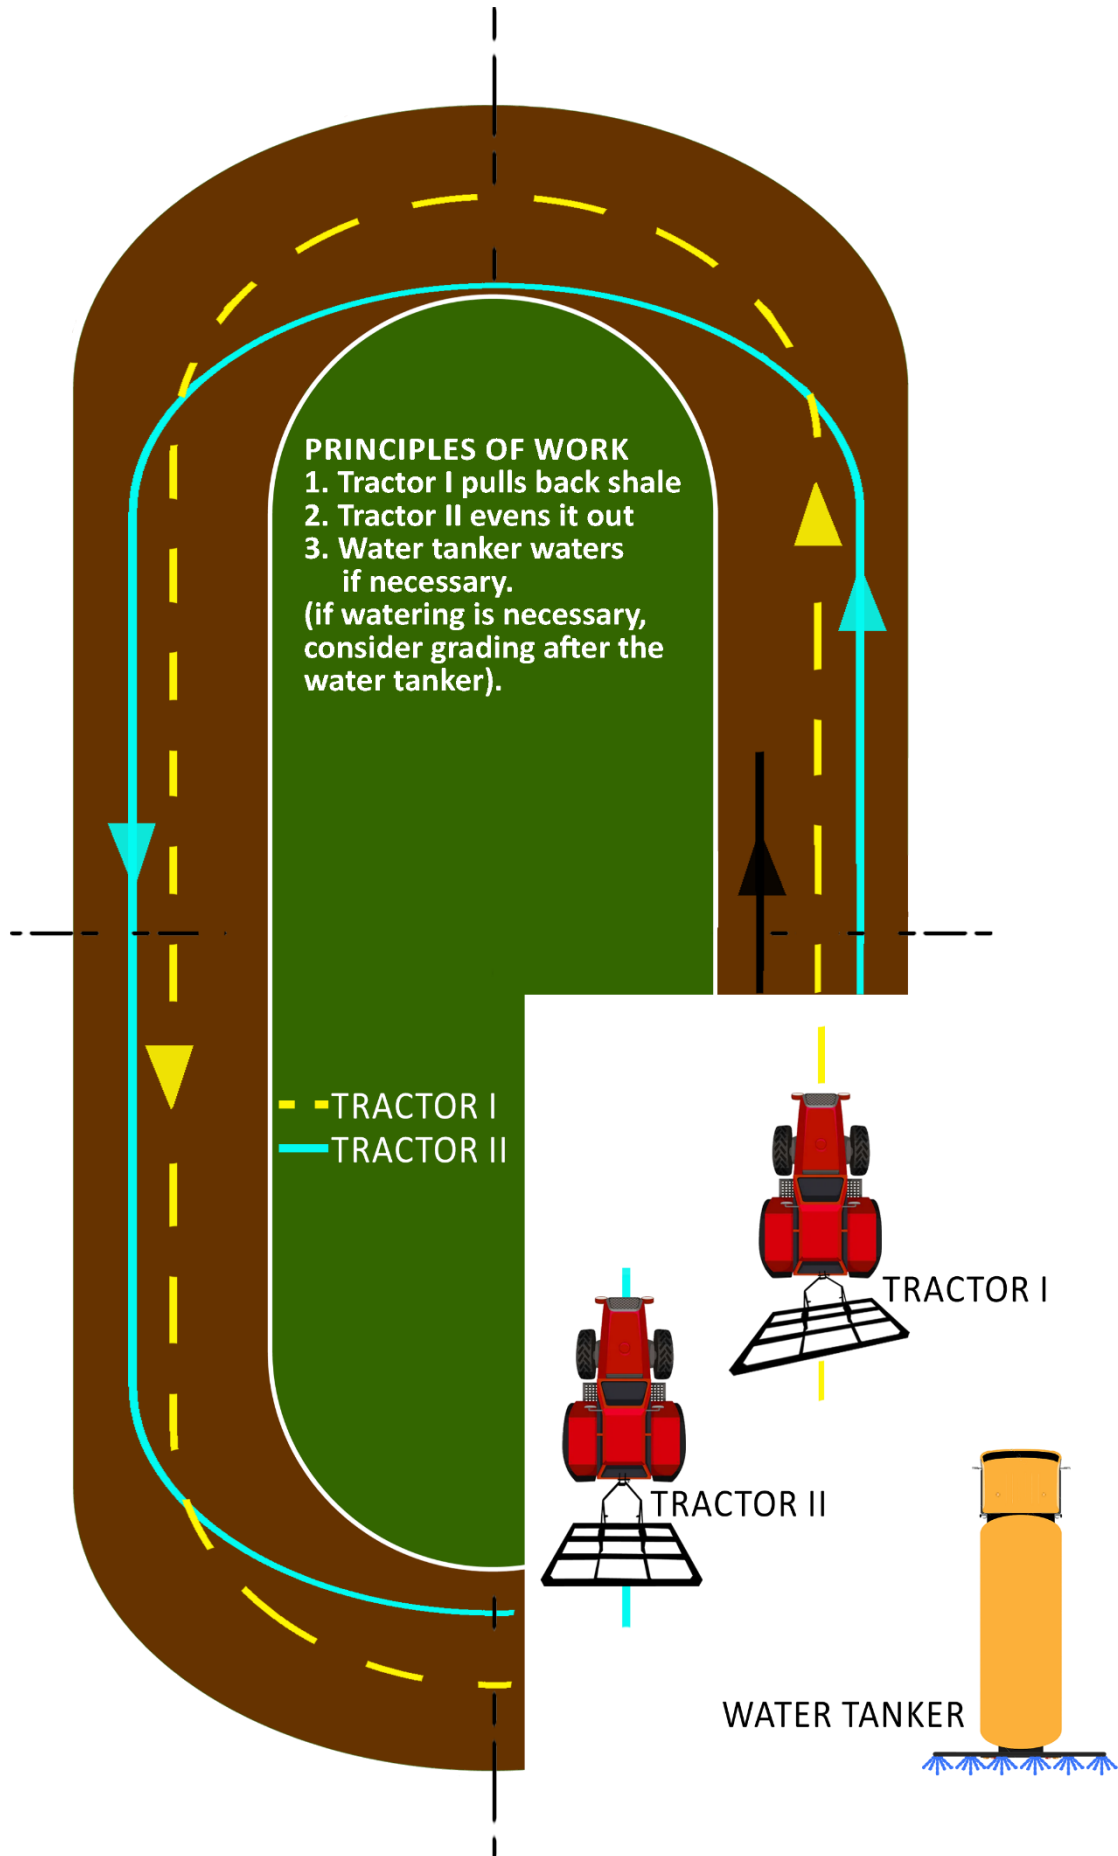 PRINCIPLES OF WORK
1. Tractor I pulls back shale
2. Tractor II evens it out
3. Water tanker waters
if necessary.
(if watering is necessary,
consider grading after the
water tanker).
TRACTOR I
TRACTOR II
TRACTOR I
TRACTOR II
WATER TANKER